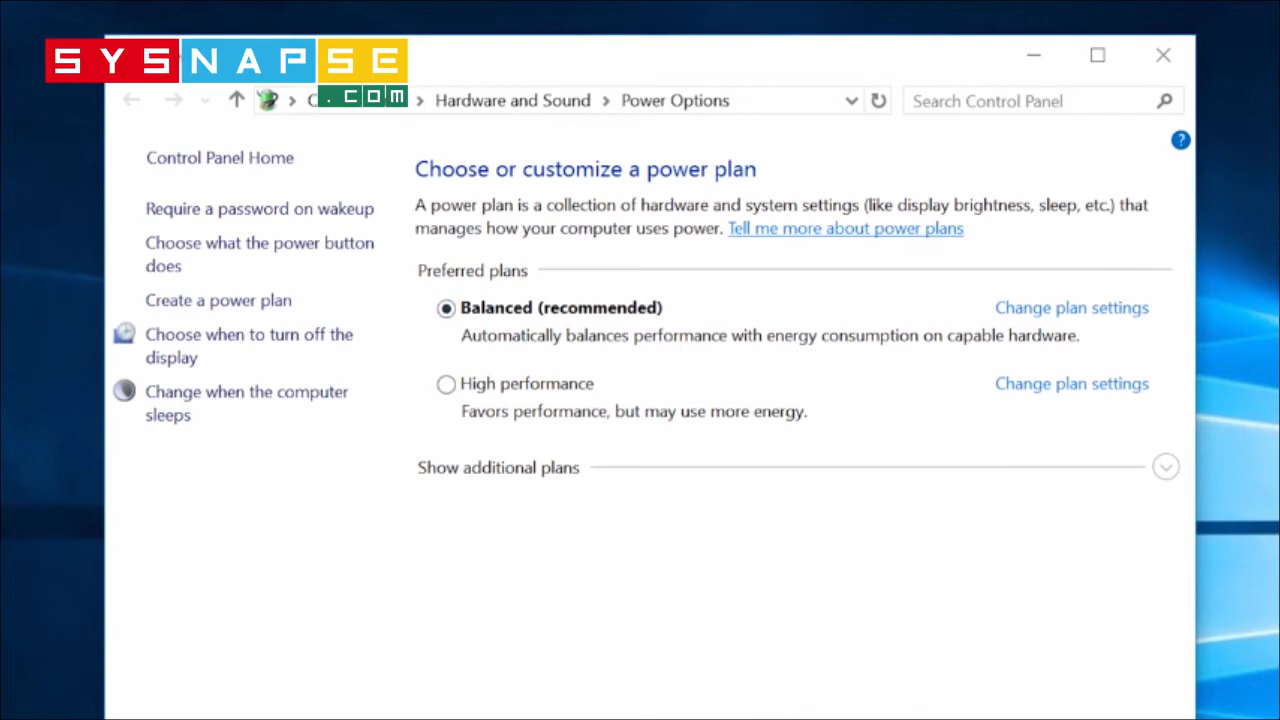 SYSNAPSE
.COM
Hardware and Sound
Power Options
Search Control Panel
?
Control Panel Home
Require a password on wakeup
Choose what the power button
does
Create a power plan
Choose when to turn off the
display
Change when the computer
sleeps
Choose or customize a power plan
A power plan is a collection of hardware and system settings (like display brightness, sleep, etc.) that
manages how your computer uses power. Tell me more about power plans
Preferred plans
Balanced (recommended) Change plan settings
Automatically balances performance with energy consumption on capable hardware.
High performance Change plan settings
Favors performance, but may use more energy.
Show additional plans